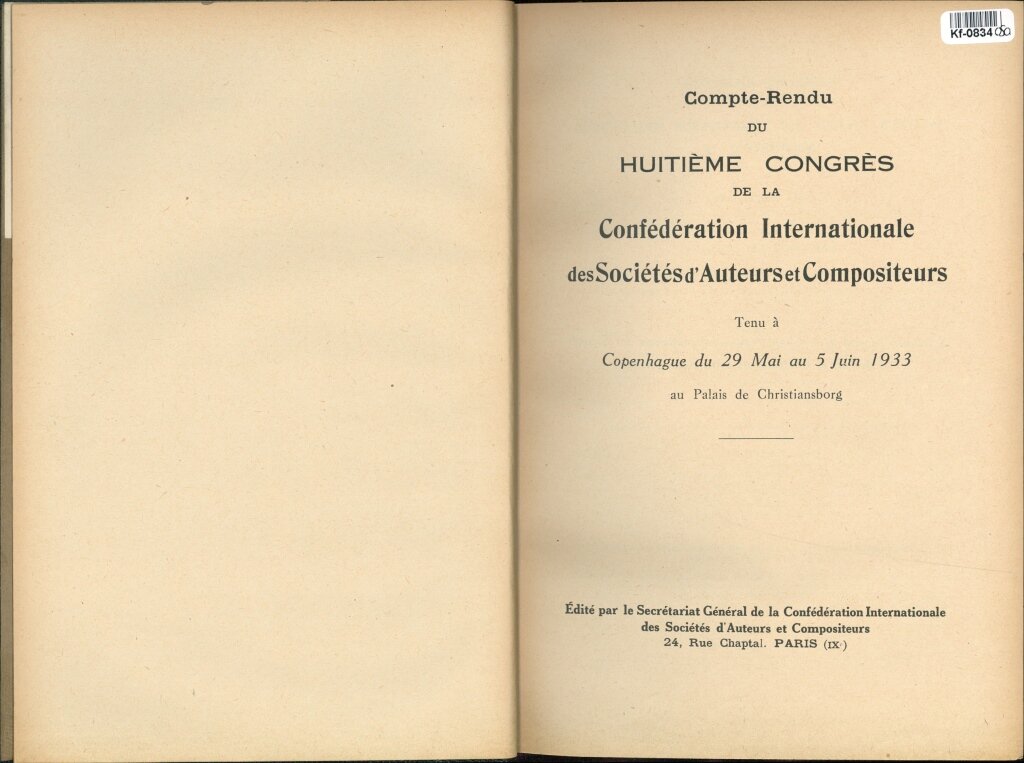 Kf-0834
Compte-Rendu
DU
HUITIÈME CONGRÈS
DE LA
Confédération Internationale
des Sociétés d'Auteurs et Compositeurs
Tenu à
Copenhague du 29 Mai au 5 Juin 1933
au Palais de Christiansborg
Édité par le Secrétariat Général de la Confédération Internationale
des Sociétés d'Auteurs et Compositeurs
24, Rue Chaptal. PARIS (IXe)